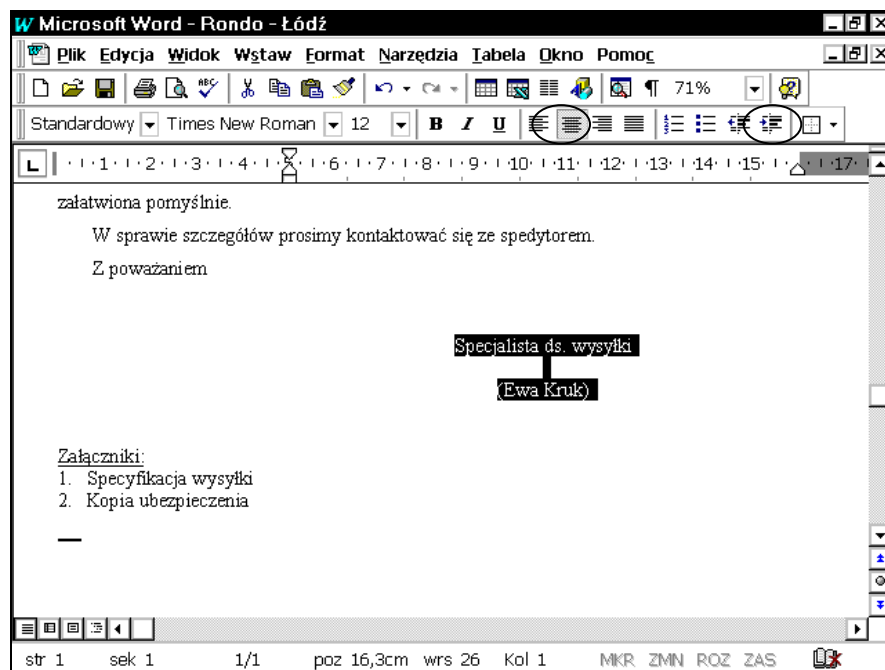 Microsoft Word - Rondo - Łódź
Plik Edycja Widok Wstaw Format Narzędzia Tabela Okno Pomoc
ABC 71%
Standardowy Times New Roman 12 B I U
L 1 2 3 4 6 7 8 9 10 11 12 13 14 15 17
załatwiona pomyślnie.
W sprawie szczegółów prosimy kontaktować się ze spedytorem.
Z poważaniem
Specjalista ds. wysyłki
(Ewa Kruk)
Załączniki:
1. Specyfikacja wysyłki
2. Kopia ubezpieczenia
str 1 sek 1 1/1 poz 16,3cm wrs 26 Kol 1 MKR ZMN ROZ ZAS